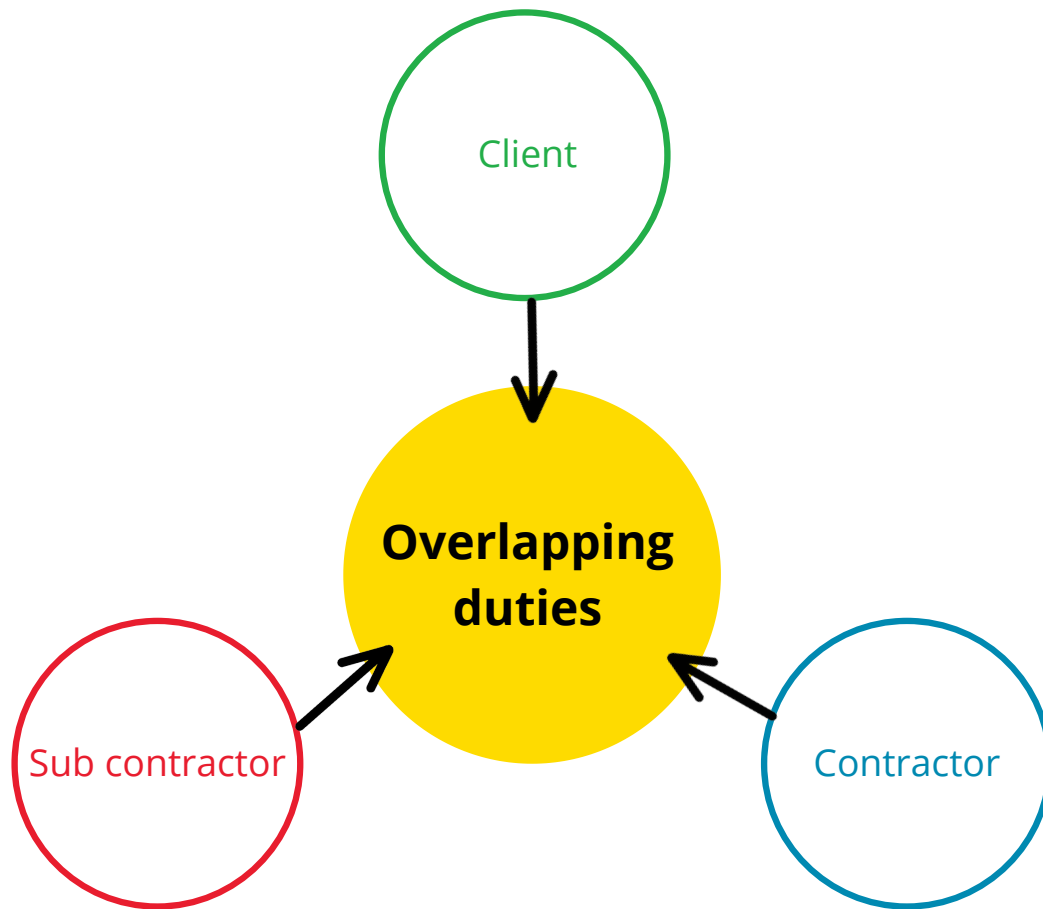 Client
Overlapping
duties
Sub contractor
Contractor